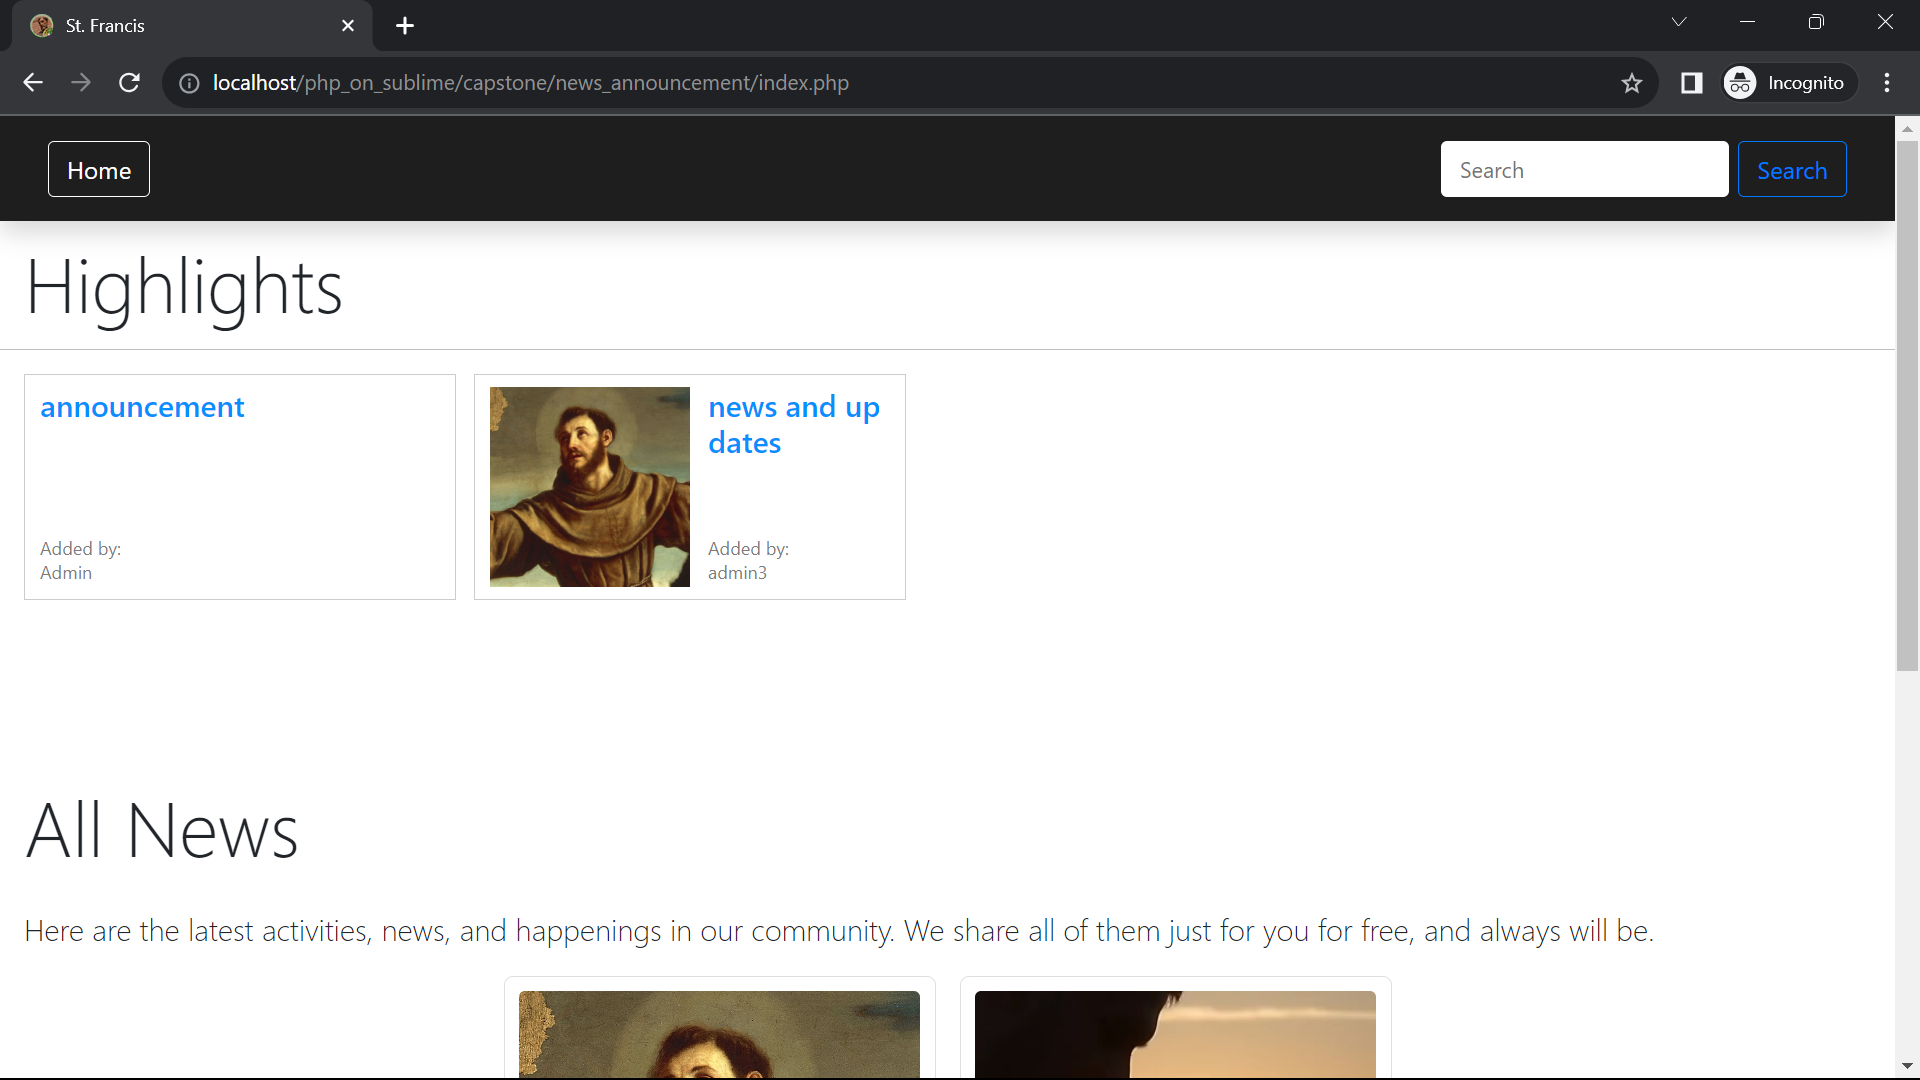 St. Francis
localhost/php_on_sublime/capstone/news_announcement/index.php
Incognito
Home
Search
Search
Highlights
announcement
Added by:
Admin
news and up
dates
Added by:
admin3
All News
Here are the latest activities, news, and happenings in our community. We share all of them just for you for free, and always will be.